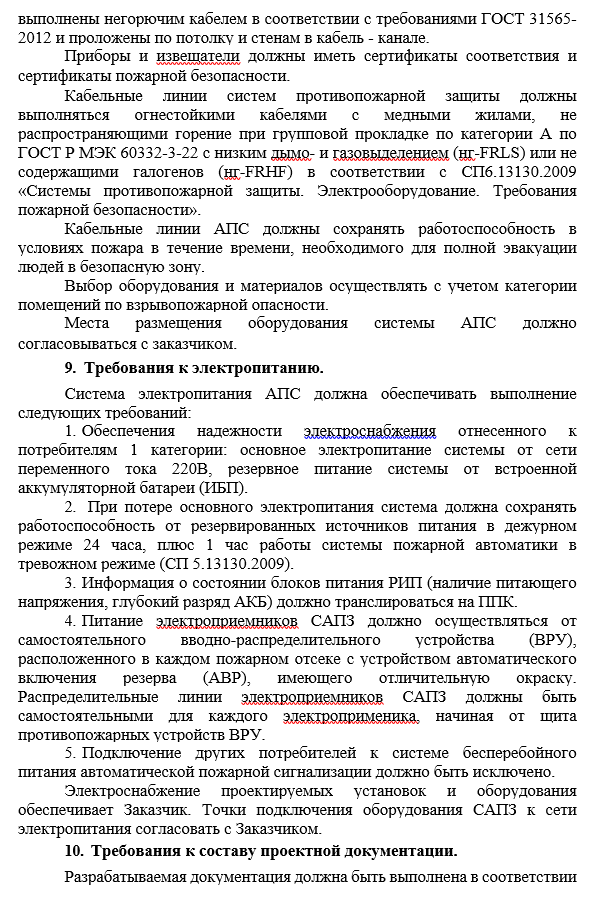 выполнены негорючим кабелем в соответствии с требованиями ГОСТ 31565-
2012 и проложены по потолку и стенам в кабель - канале.
Приборы и извещатели должны иметь сертификаты соответствия и
сертификаты пожарной безопасности.
Кабельные линии систем противопожарной защиты должны
выполняться огнестойкими кабелями с медными жилами, не
распространяющими горение при групповой прокладке по категории А по
ГОСТ Р МЭК 60332-3-22 с низким дымо- и газовыделением (нг-FRLS) или не
содержащими галогенов (нг-FRHF) в соответствии с СП6.13130.2009
«Системы противопожарной защиты. Электрооборудование. Требования
пожарной безопасности».
Кабельные линии АПС должны сохранять работоспособность в
условиях пожара в течение времени, необходимого для полной эвакуации
людей в безопасную зону.
Выбор оборудования и материалов осуществлять с учетом категории
помещений по взрывопожарной опасности.
Места размещения оборудования системы АПС должно
согласовываться с заказчиком.
9. Требования к электропитанию.
Система электропитания АПС должна обеспечивать выполнение
следующих требований:
1. Обеспечения надежности электроснабжения отнесенного к
потребителям 1 категории: основное электропитание системы от сети
переменного тока 220В, резервное питание системы от встроенной
аккумуляторной батареи (ИБП).
2. При потере основного электропитания система должна сохранять
работоспособность от резервированных источников питания в дежурном
режиме 24 часа, плюс 1 час работы системы пожарной автоматики в
тревожном режиме (СП 5.13130.2009).
3. Информация о состоянии блоков питания РИП (наличие питающего
напряжения, глубокий разряд АКБ) должно транслироваться на ППК.
4. Питание электроприемников САПЗ должно осуществляться от
самостоятельного вводно-распределительного устройства (ВРУ),
расположенного в каждом пожарном отсеке с устройством автоматического
включения резерва (АВР), имеющего отличительную окраску.
Распределительные линии электроприемников САПЗ должны быть
самостоятельными для каждого электроприменика, начиная от щита
противопожарных устройств ВРУ.
5. Подключение других потребителей к системе бесперебойного
питания автоматической пожарной сигнализации должно быть исключено.
Электроснабжение проектируемых установок и оборудования
обеспечивает Заказчик. Точки подключения оборудования САПЗ к сети
электропитания согласовать с Заказчиком.
10. Требования к составу проектной документации.
Разрабатываемая документация должна быть выполнена в соответствии